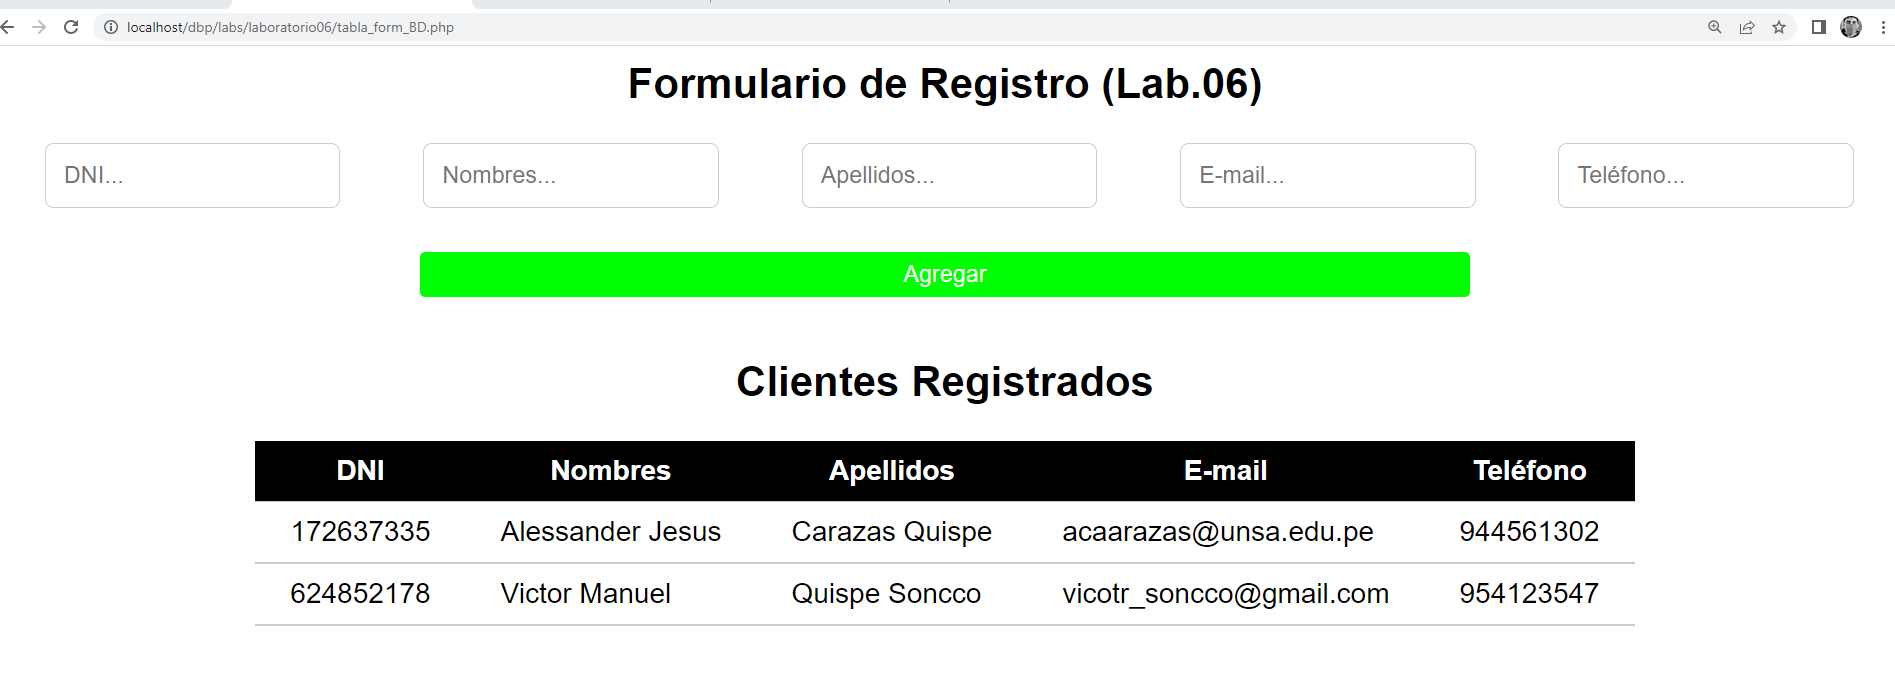 localhost/dbp/labs/laboratorio06/tabla_form_BD.php
Formulario de Registro (Lab.06)
DNI... Nombres... Apellidos... E-mail... Teléfono...
Agregar
Clientes Registrados
DNI Nombres Apellidos E-mail Teléfono
172637335 Alessander Jesus Carazas Quispe acaarazas@unsa.edu.pe 944561302
624852178 Victor Manuel Quispe Soncco vicotr_soncco@gmail.com 954123547